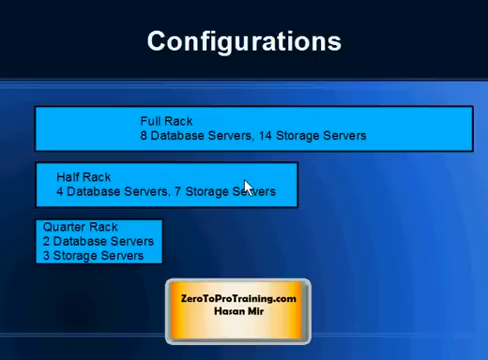 Configurations
Full Rack
8 Database Servers, 14 Storage Servers
Half Rack
4 Database Servers, 7 Storage Servers
Quarter Rack
2 Database Servers
3 Storage Servers
ZeroToProTraining.com
Hasan Mir